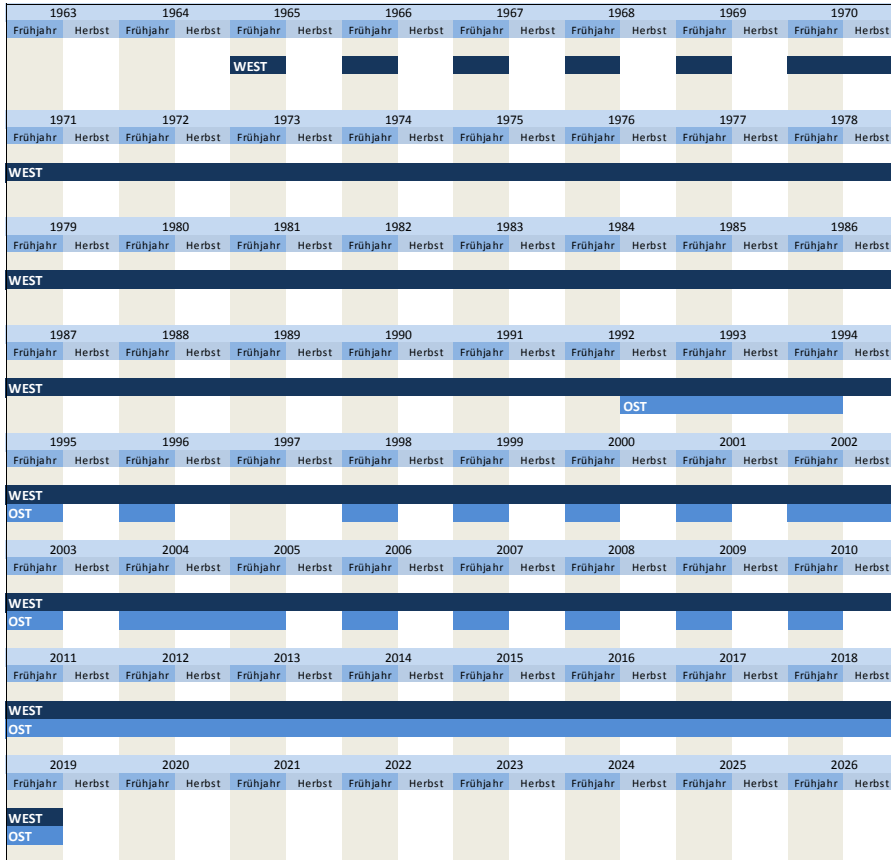 1963 1964 1965 1966 1967 1968 1969 1970
Frühjahr Herbst Frühjahr Herbst Frühjahr Herbst Frühjahr Herbst Frühjahr Herbst Frühjahr Herbst Frühjahr Herbst Frühjahr Herbst
WEST
1971 1972 1973 1974 1975 1976 1977 1978
Frühjahr Herbst Frühjahr Herbst Frühjahr Herbst Frühjahr Herbst Frühjahr Herbst Frühjahr Herbst Frühjahr Herbst Frühjahr Herbst
WEST
1979 1980 1981 1982 1983 1984 1985 1986
Frühjahr Herbst Frühjahr Herbst Frühjahr Herbst Frühjahr Herbst Frühjahr Herbst Frühjahr Herbst Frühjahr Herbst Frühjahr Herbst
WEST
1987 1988 1989 1990 1991 1992 1993 1994
Frühjahr Herbst Frühjahr Herbst Frühjahr Herbst Frühjahr Herbst Frühjahr Herbst Frühjahr Herbst Frühjahr Herbst Frühjahr Herbst
WEST
OST
1995 1996 1997 1998 1999 2000 2001 2002
Frühjahr Herbst Frühjahr Herbst Frühjahr Herbst Frühjahr Herbst Frühjahr Herbst Frühjahr Herbst Frühjahr Herbst Frühjahr Herbst
WEST
OST
2003 2004 2005 2006 2007 2008 2009 2010
Frühjahr Herbst Frühjahr Herbst Frühjahr Herbst Frühjahr Herbst Frühjahr Herbst Frühjahr Herbst Frühjahr Herbst Frühjahr Herbst
WEST
OST
2011 2012 2013 2014 2015 2016 2017 2018
Frühjahr Herbst Frühjahr Herbst Frühjahr Herbst Frühjahr Herbst Frühjahr Herbst Frühjahr Herbst Frühjahr Herbst Frühjahr Herbst
WEST
OST
2019 2020 2021 2022 2023 2024 2025 2026
Frühjahr Herbst Frühjahr Herbst Frühjahr Herbst Frühjahr Herbst Frühjahr Herbst Frühjahr Herbst Frühjahr Herbst Frühjahr Herbst
WEST
OST